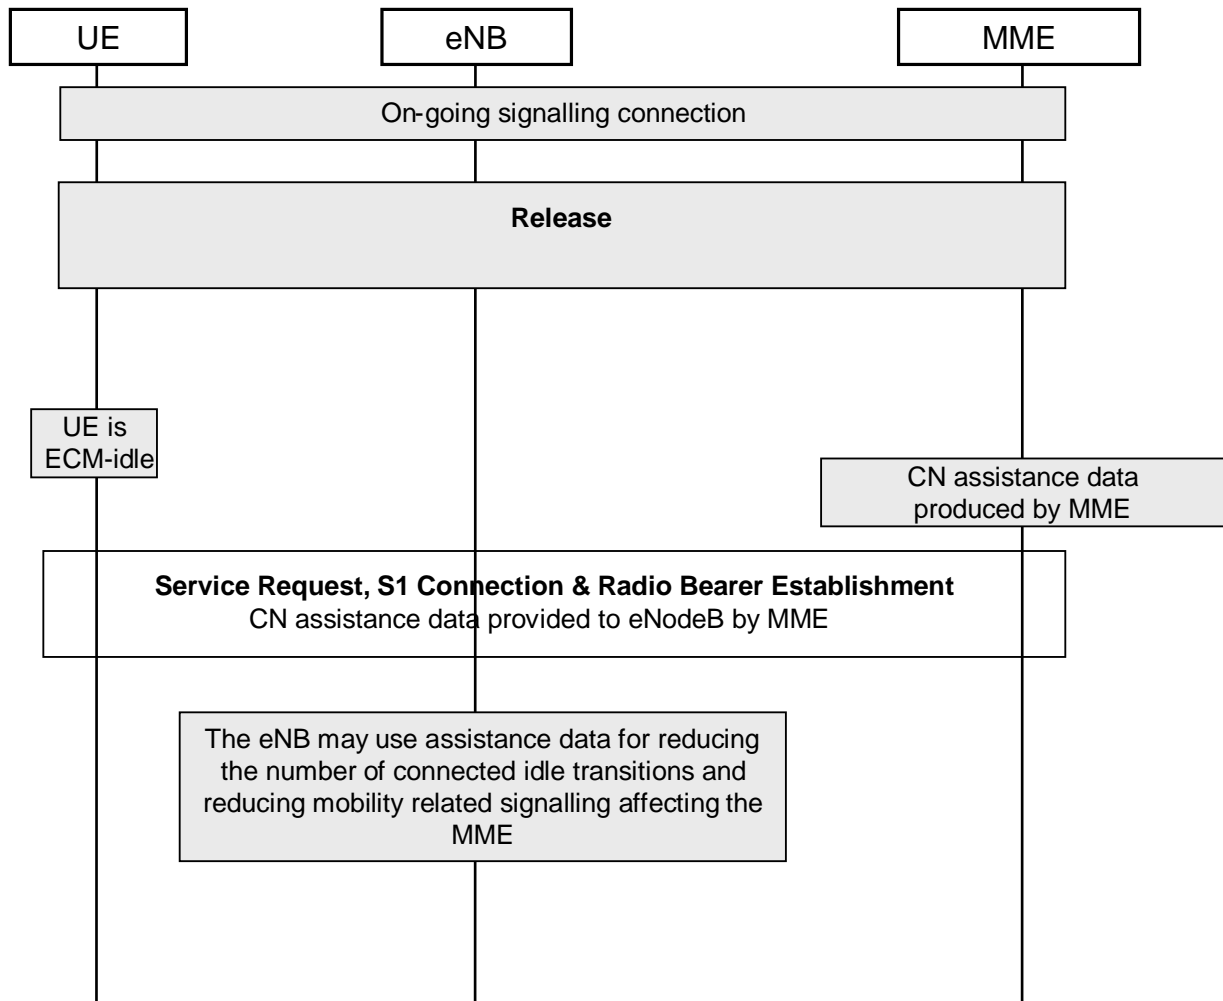 UE
eNB
MME
On-going signalling connection
Release
UE is
ECM-idle
CN assistance data
produced by MME
Service Request, S1 Connection & Radio Bearer Establishment
CN assistance data provided to eNodeB by MME
The eNB may use assistance data for reducing
the number of connected idle transitions and
reducing mobility related signalling affecting the
MME